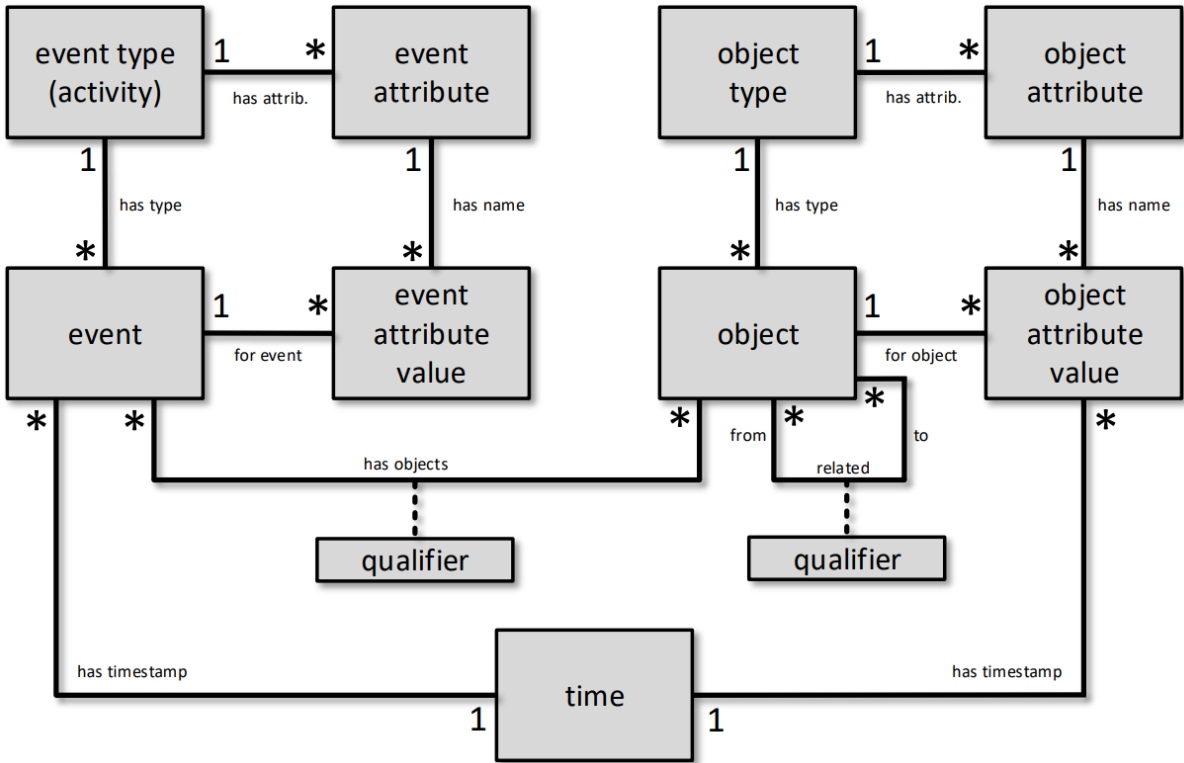 event type
(activity)
1
*
has attrib.
event
attribute
object
type
1
*
has attrib.
object
attribute
1
has type
*
1
has name
*
1
has type
*
1
has name
*
event
1
*
for event
event
attribute
value
object
1
*
for object
object
attribute
value
*
*
has objects
*
from
*
*
to
related
*
qualifier
qualifier
has timestamp
1
time
1
has timestamp